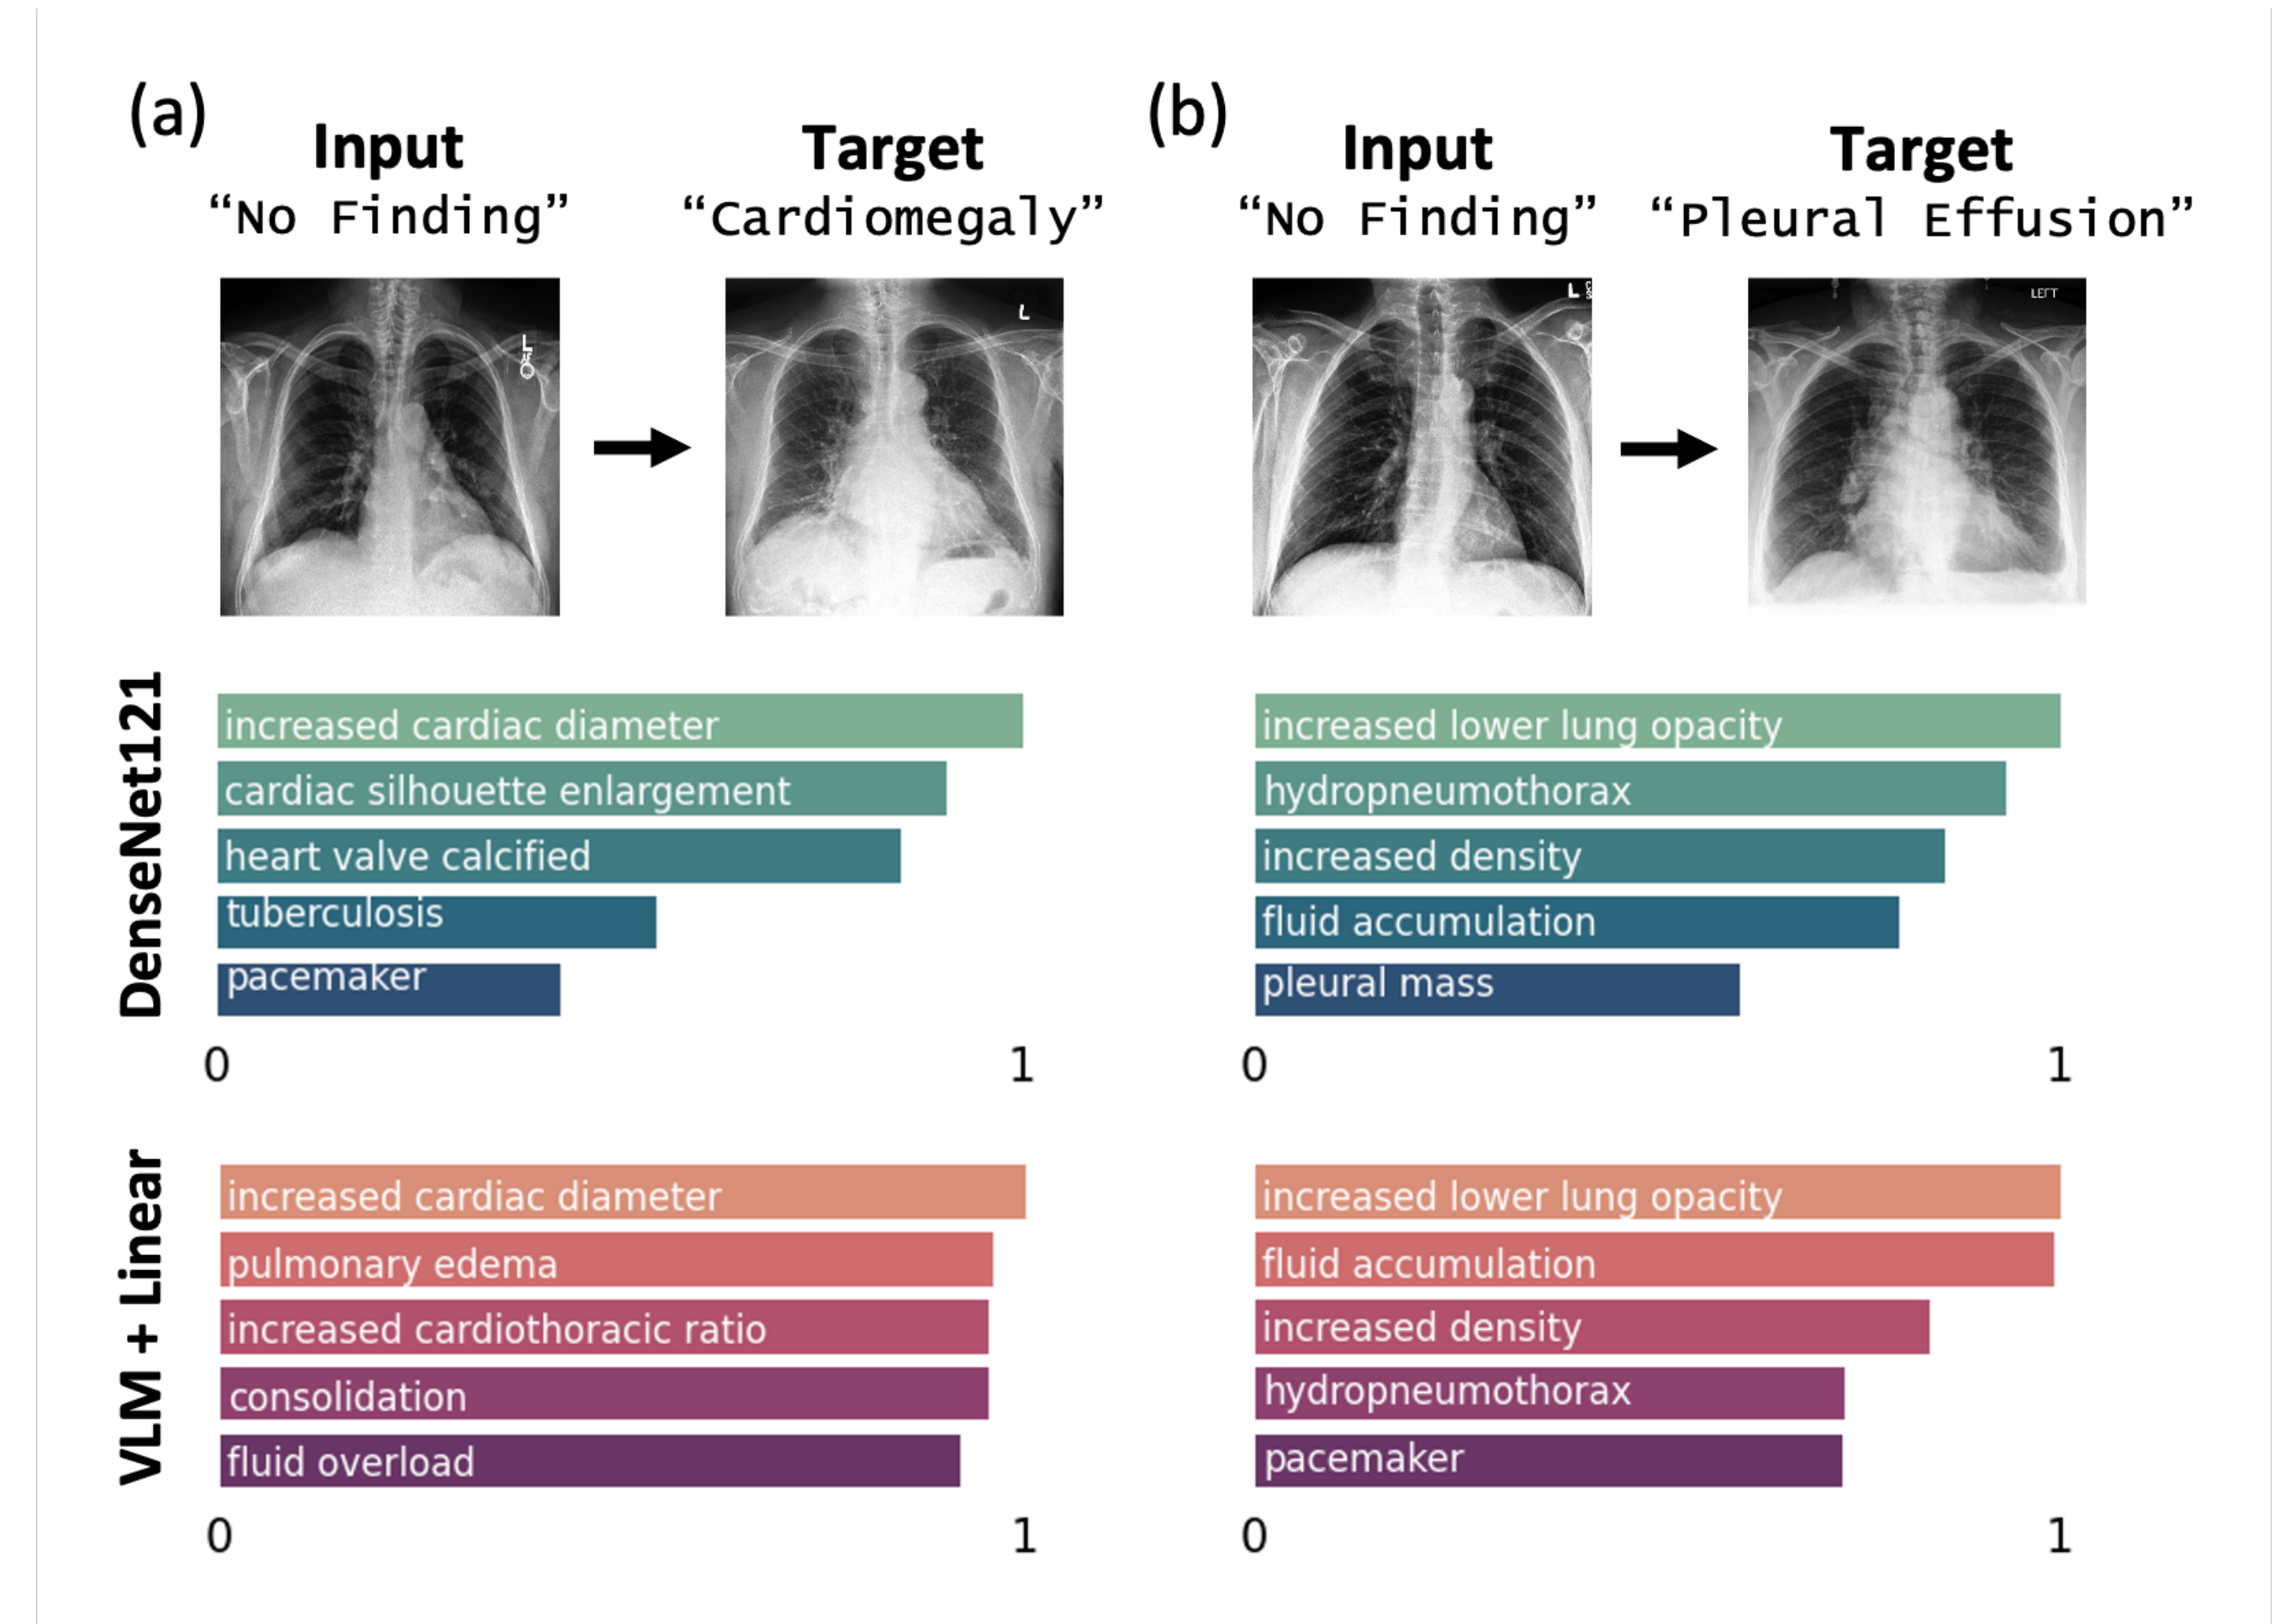 (a)
Input
“No Finding”
Target
“Cardiomegaly”
(b)
Input
“No Finding”
Target
“Pleural Effusion”
L
L
L
LEFT
DenseNet121
increased cardiac diameter
cardiac silhouette enlargement
heart valve calcified
tuberculosis
pacemaker
0 1
increased lower lung opacity
hydropneumothorax
increased density
fluid accumulation
pleural mass
0 1
VLM + Linear
increased cardiac diameter
pulmonary edema
increased cardiothoracic ratio
consolidation
fluid overload
0 1
increased lower lung opacity
fluid accumulation
increased density
hydropneumothorax
pacemaker
0 1